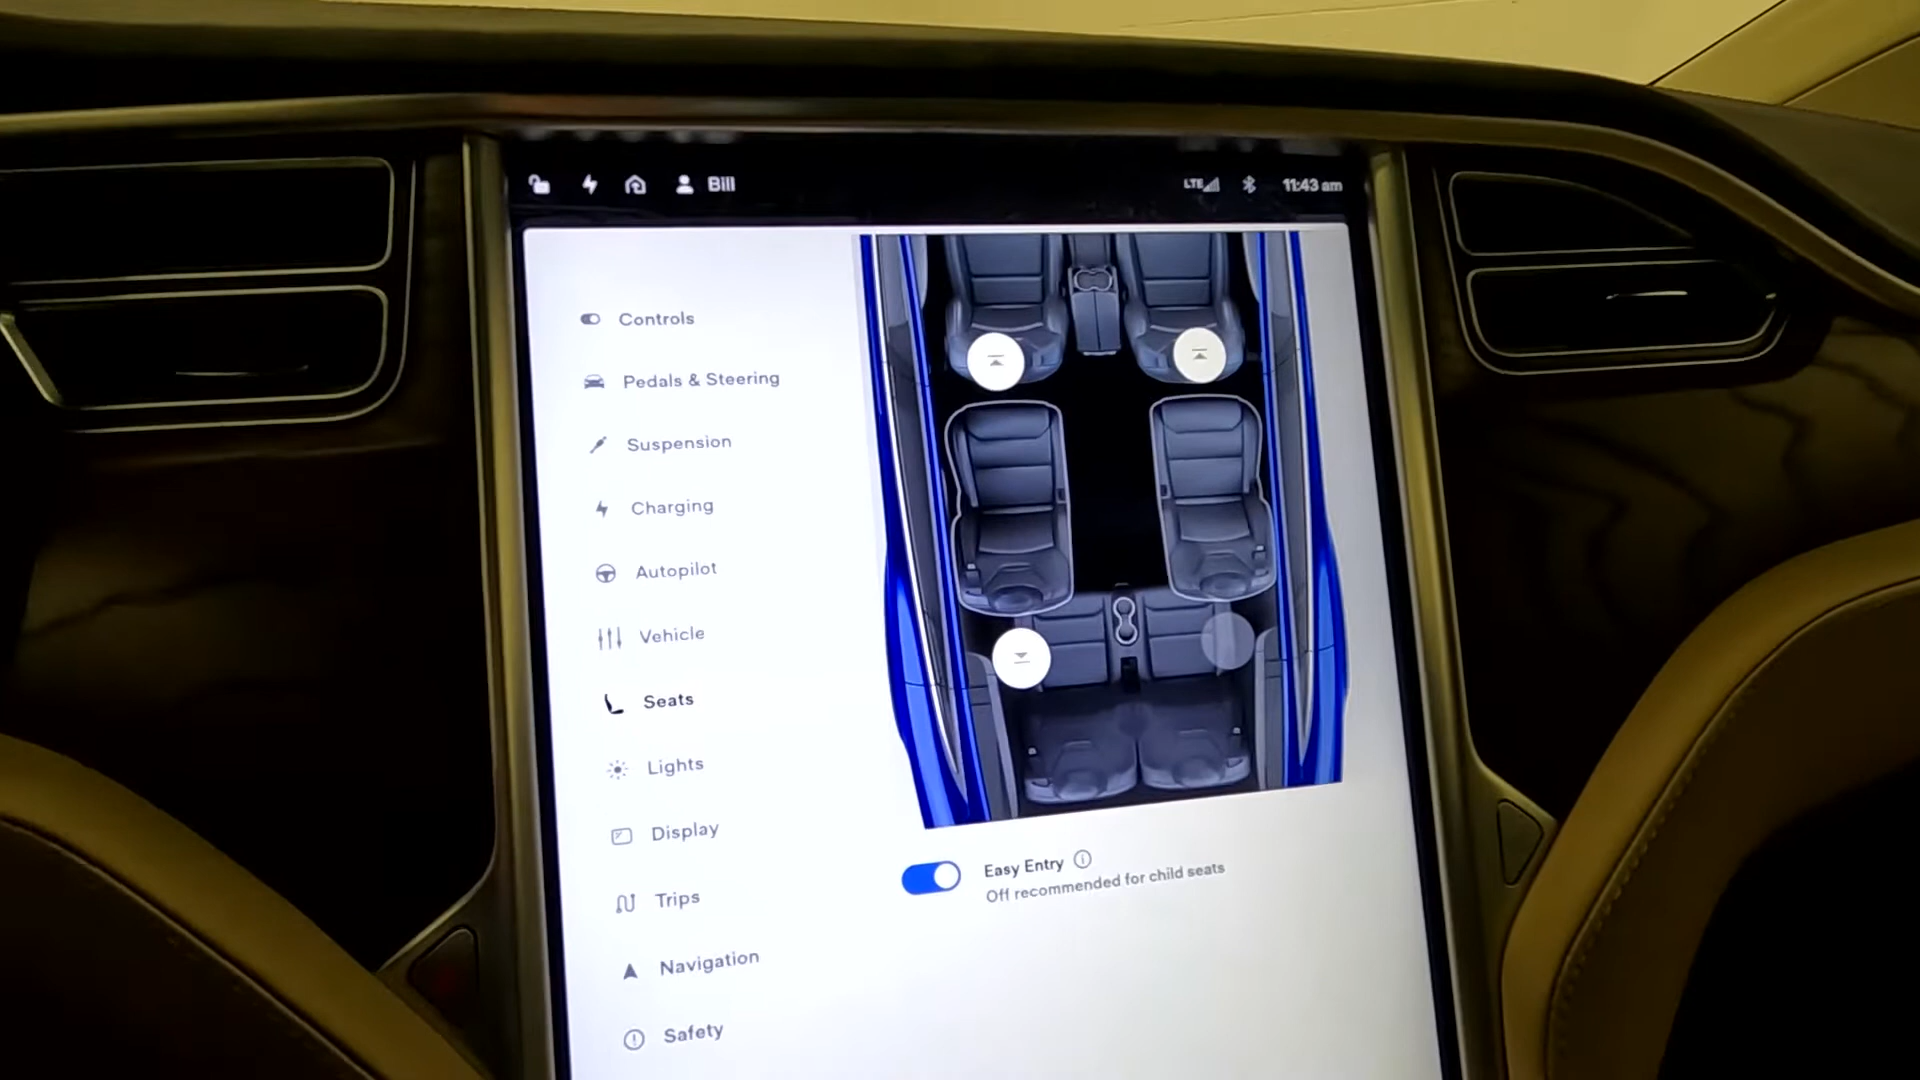 Bill
LTE
11:43 am
Controls
Pedals & Steering
Suspension
Charging
Autopilot
Vehicle
Seats
Lights
Display
Trips
Navigation
Safety
Easy Entry
Off recommended for child seats